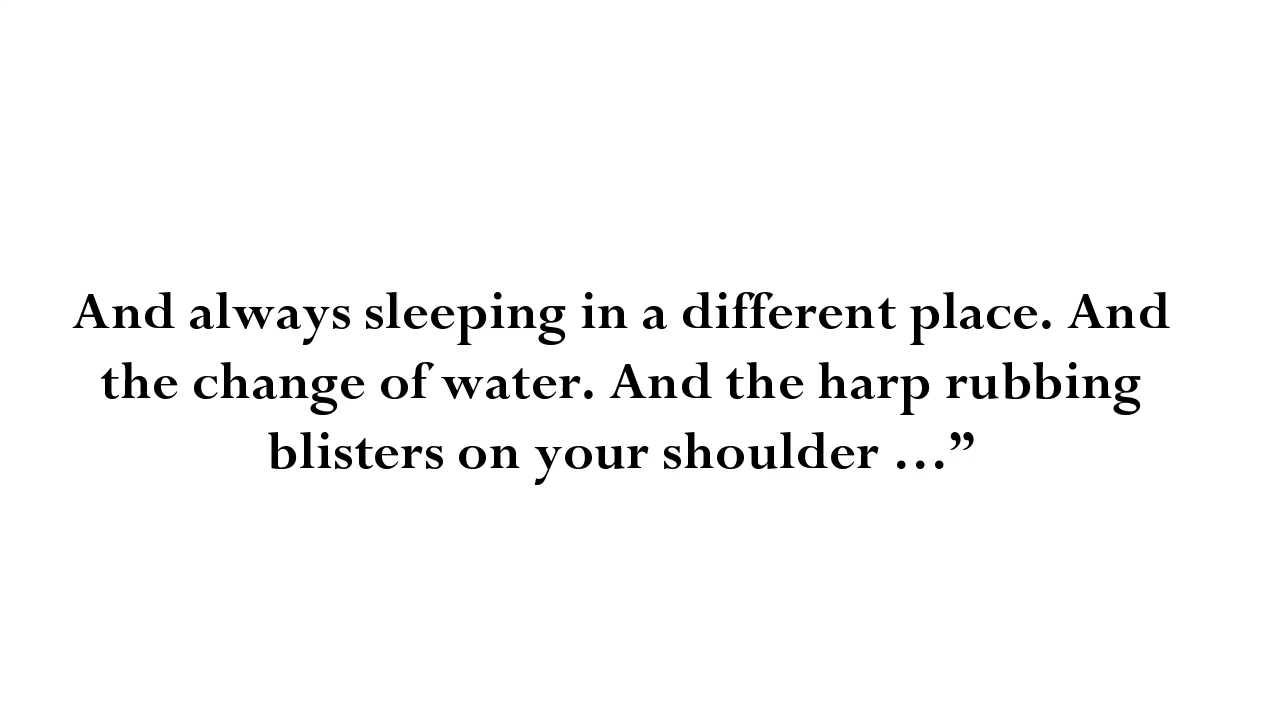 And always sleeping in a different place. And
the change of water. And the harp rubbing
blisters on your shoulder …”